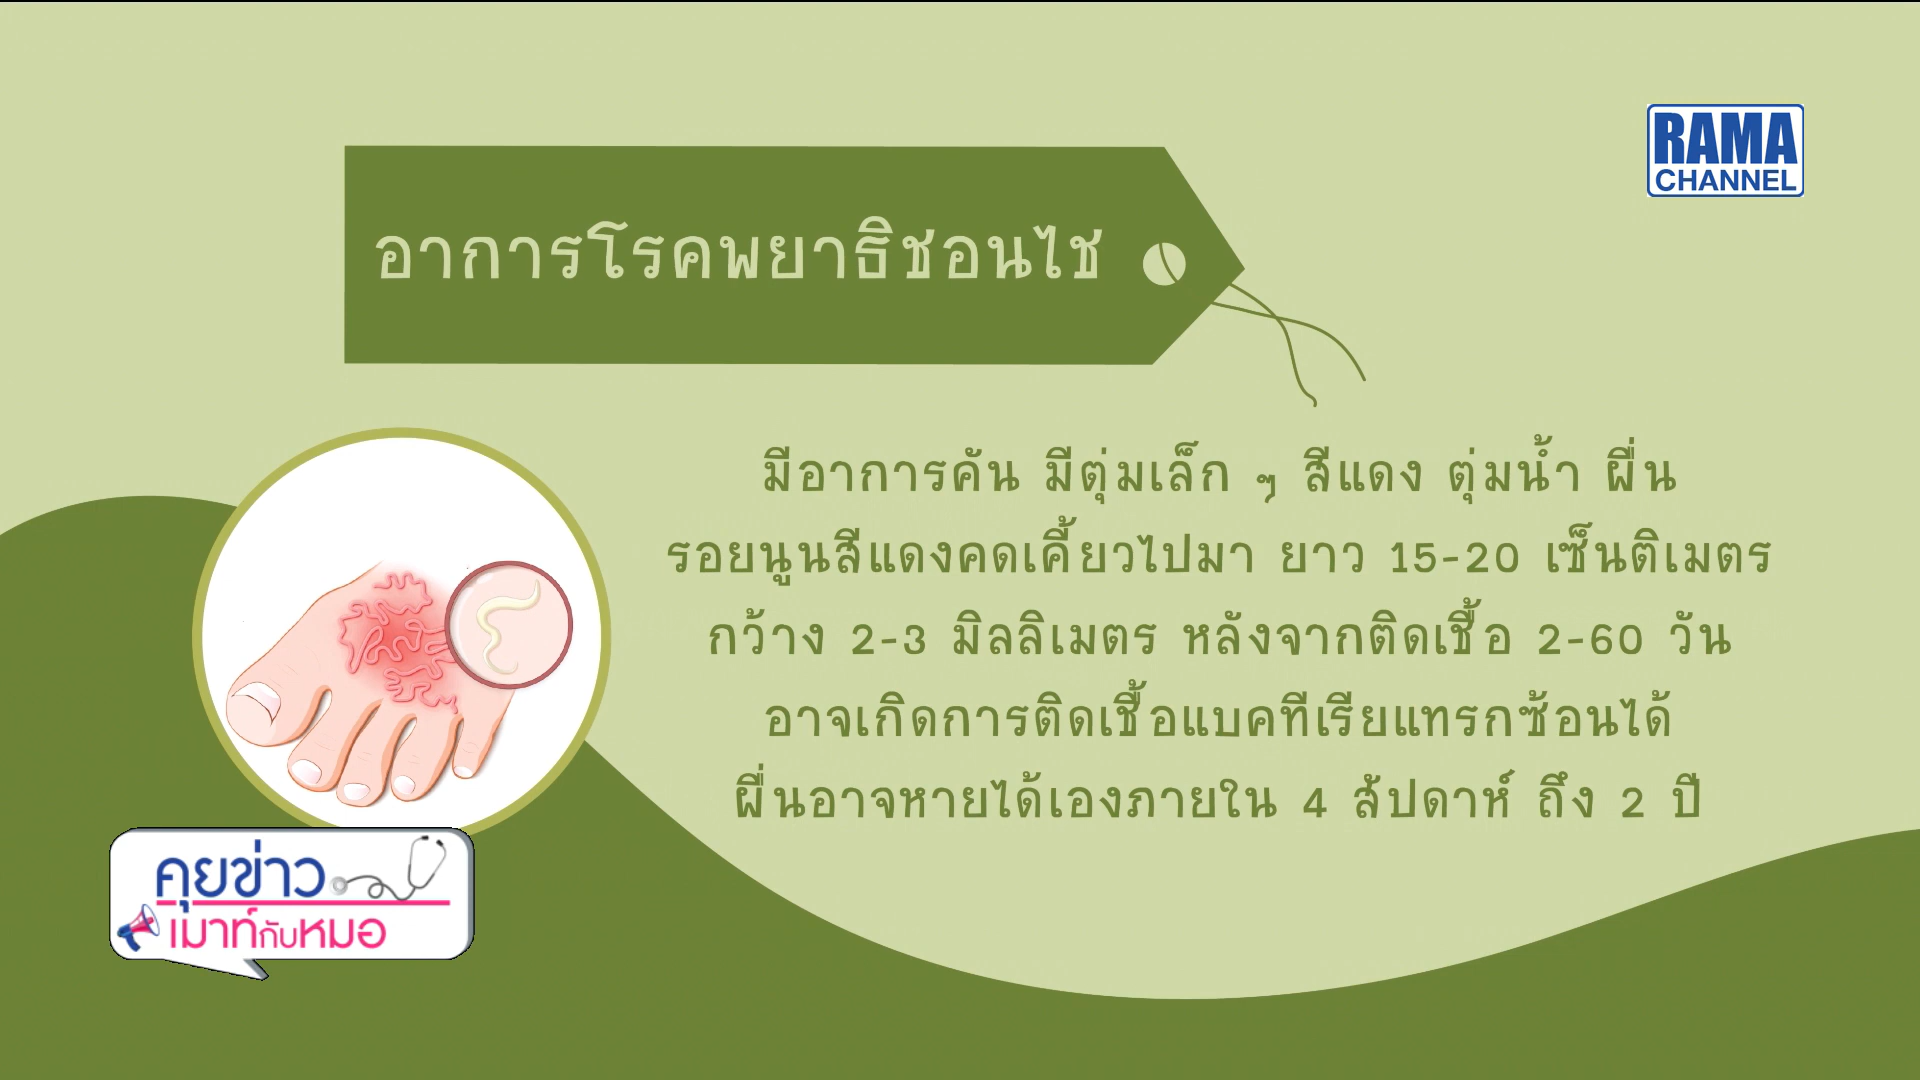 RAMA
CHANNEL
อาการโรคพยาธิชอนไช
มีอาการคัน มีตุ่มเล็ก ๆ สีแดง ตุ่มน้ำ ผื่น
รอยนูนสีแดงคดเคี้ยวไปมา ยาว 15-20 เซ็นติเมตร
กว้าง 2-3 มิลลิเมตร หลังจากติดเชื้อ 2-60 วัน
อาจเกิดการติดเชื้อแบคทีเรียแทรกซ้อนได้
ผื่นอาจหายได้เองภายใน 4 สัปดาห์ ถึง 2 ปี
คุยข่าว
เมาท์กับหมอ